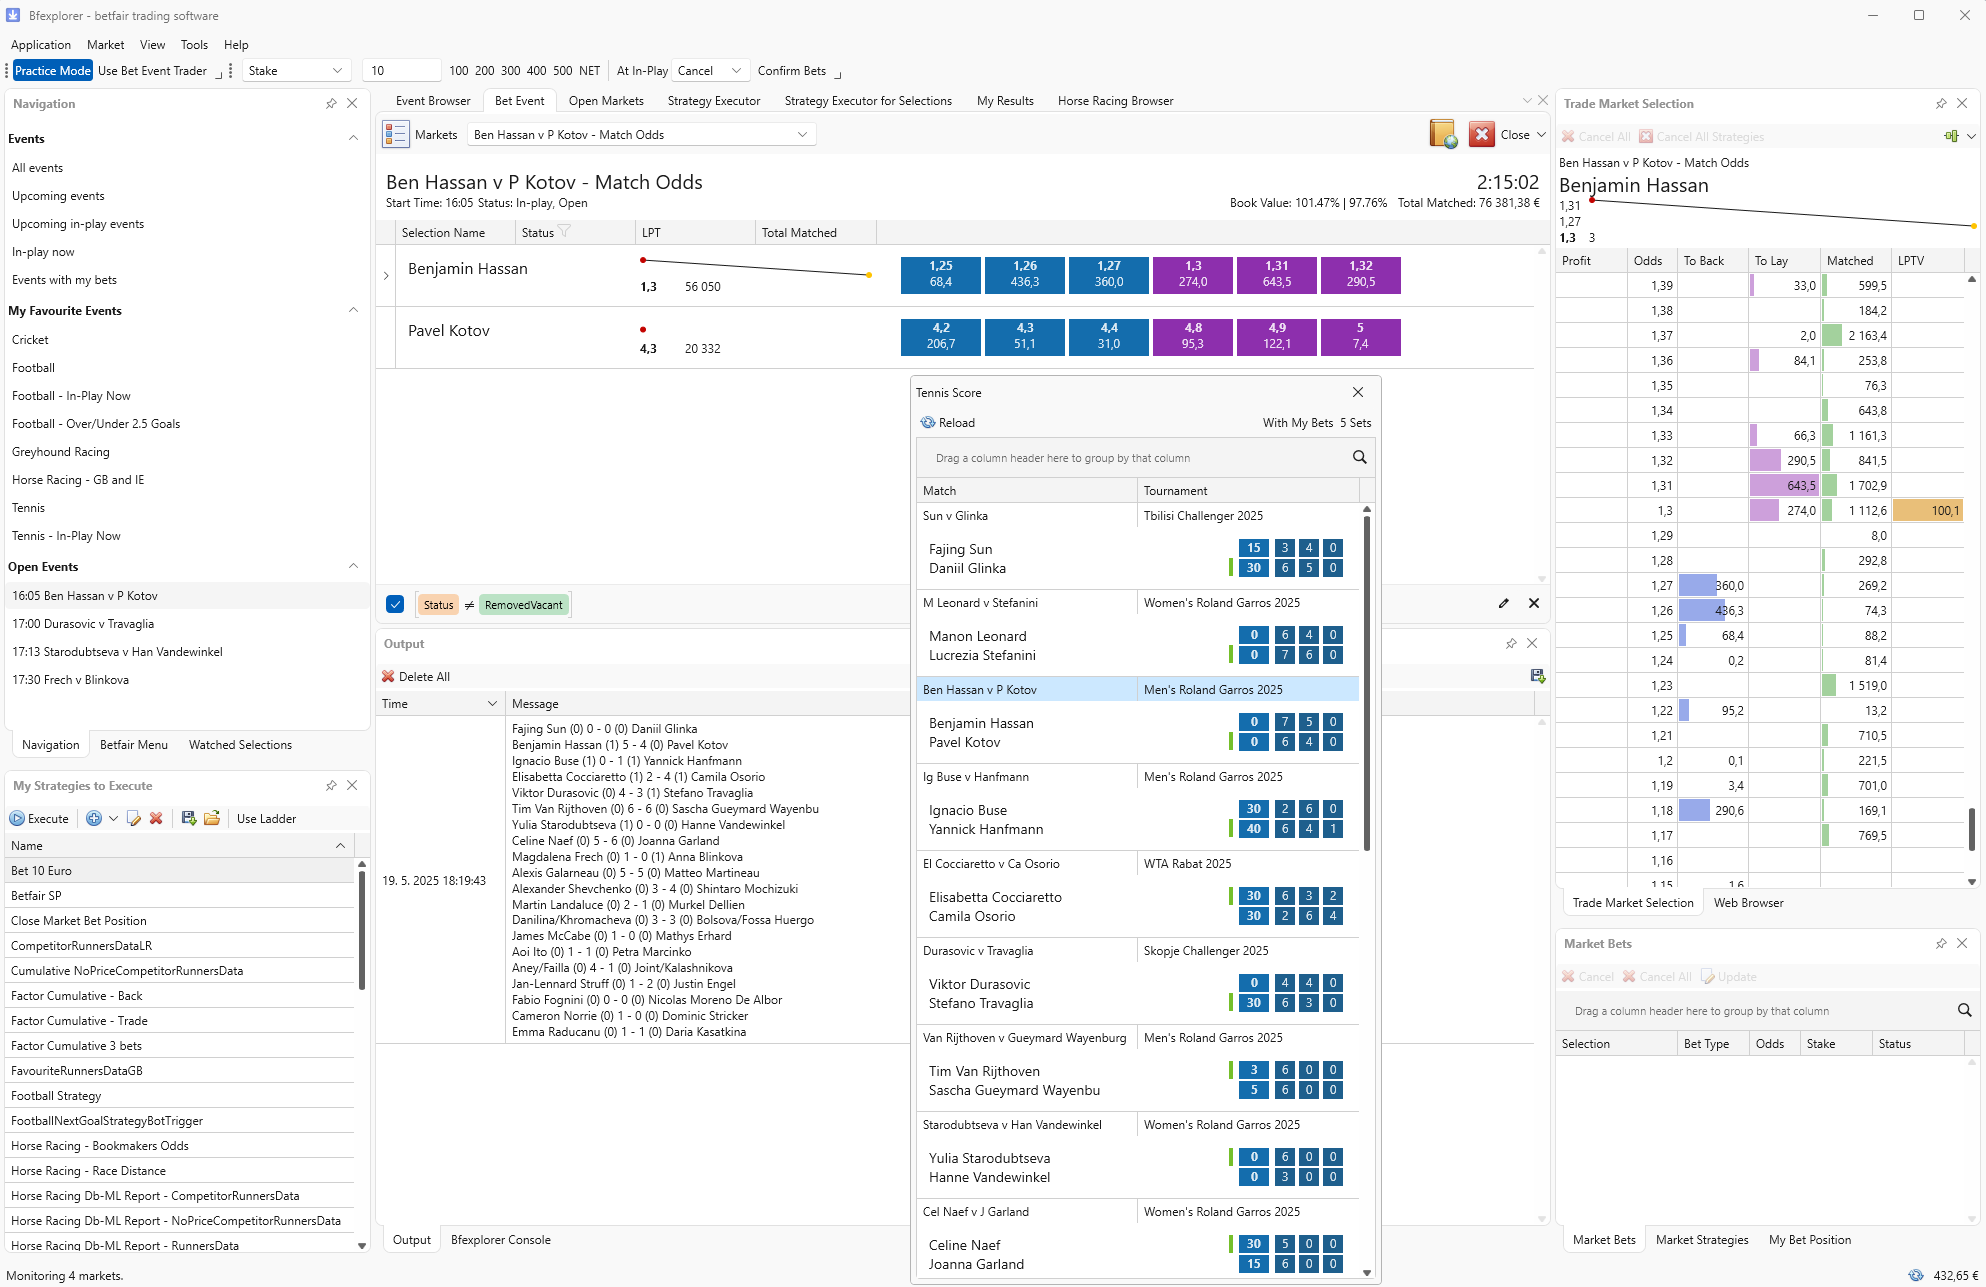 Bfexplorer - betfair trading software
Application Market View Tools Help
Practice Mode Use Bet Event Trader Stake 10 100 200 300 400 500 NET At In-Play Cancel Confirm Bets
Navigation
Events
All events
Upcoming events
Upcoming in-play events
In-play now
Events with my bets
My Favourite Events
Cricket
Football
Football - In-Play Now
Football - Over/Under 2.5 Goals
Greyhound Racing
Horse Racing - GB and IE
Tennis
Tennis - In-Play Now
Open Events
16:05 Ben Hassan v P Kotov
17:00 Durasovic v Travaglia
17:13 Starodubtseva v Han Vandewinkel
17:30 Frech v Blinkova
Navigation Betfair Menu Watched Selections
My Strategies to Execute
Execute Use Ladder
Name
Bet 10 Euro
Betfair SP
Close Market Bet Position
CompetitorRunnersDataLR
Cumulative NoPriceCompetitorRunnersData
Factor Cumulative - Back
Factor Cumulative - Trade
Factor Cumulative 3 bets
FavouriteRunnersDataGB
Football Strategy
FootballNextGoalStrategyBotTrigger
Horse Racing - Bookmakers Odds
Horse Racing - Race Distance
Horse Racing Db-ML Report - CompetitorRunnersData
Horse Racing Db-ML Report - NoPriceCompetitorRunnersData
Horse Racing Db-ML Report - RunnersData
Monitoring 4 markets.
Event Browser Bet Event Open Markets Strategy Executor Strategy Executor for Selections My Results Horse Racing Browser
Markets Ben Hassan v P Kotov - Match Odds Close
Ben Hassan v P Kotov - Match Odds 2:15:02
Start Time: 16:05 Status: In-play, Open Book Value: 101.47% | 97.76% Total Matched: 76 381,38 €
Selection Name Status LPT Total Matched
Benjamin Hassan 1,3 56 050
1,25 1,26 1,27 1,3 1,31 1,32
68,4 436,3 360,0 274,0 643,5 290,5
Pavel Kotov 4,3 20 332
4,2 4,3 4,4 4,8 4,9 5
206,7 51,1 31,0 95,3 122,1 7,4
Status ≠ RemovedVacant
Output
Delete All
Time Message
19. 5. 2025 18:19:43
Fajing Sun (0) 0 - 0 (0) Daniil Glinka
Benjamin Hassan (1) 5 - 4 (0) Pavel Kotov
Ignacio Buse (1) 0 - 1 (1) Yannick Hanfmann
Elisabetta Cocciaretto (1) 2 - 4 (1) Camila Osorio
Viktor Durasovic (0) 4 - 3 (1) Stefano Travaglia
Tim Van Rijthoven (0) 6 - 6 (0) Sascha Gueymard Wayenbu
Yulia Starodubtseva (1) 0 - 0 (0) Hanne Vandewinkel
Celine Naef (0) 5 - 6 (0) Joanna Garland
Magdalena Frech (0) 1 - 0 (1) Anna Blinkova
Alexis Galarneau (0) 5 - 5 (0) Matteo Martineau
Alexander Shevchenko (0) 3 - 4 (0) Shintaro Mochizuki
Martin Landaluce (0) 2 - 1 (0) Murkel Dellien
Danilina/Khromacheva (0) 3 - 3 (0) Bolsova/Fossa Huergo
James McCabe (0) 1 - 0 (0) Mathys Erhard
Aoi Ito (0) 1 - 1 (0) Petra Marcinko
Aney/Failla (0) 4 - 1 (0) Joint/Kalashnikova
Jan-Lennard Struff (0) 1 - 2 (0) Justin Engel
Fabio Fognini (0) 0 - 0 (0) Nicolas Moreno De Albor
Cameron Norrie (0) 1 - 0 (0) Dominic Stricker
Emma Raducanu (0) 1 - 1 (0) Daria Kasatkina
Output Bfexplorer Console
Tennis Score
Reload With My Bets 5 Sets
Drag a column header here to group by that column
Match Tournament
Sun v Glinka Tbilisi Challenger 2025
Fajing Sun 15 3 4 0
Daniil Glinka 30 6 5 0
M Leonard v Stefanini Women's Roland Garros 2025
Manon Leonard 0 6 4 0
Lucrezia Stefanini 0 7 6 0
Ben Hassan v P Kotov Men's Roland Garros 2025
Benjamin Hassan 0 7 5 0
Pavel Kotov 0 6 4 0
Ig Buse v Hanfmann Men's Roland Garros 2025
Ignacio Buse 30 2 6 0
Yannick Hanfmann 40 6 4 1
El Cocciaretto v Ca Osorio WTA Rabat 2025
Elisabetta Cocciaretto 30 6 3 2
Camila Osorio 30 2 6 4
Durasovic v Travaglia Skopje Challenger 2025
Viktor Durasovic 0 4 4 0
Stefano Travaglia 30 6 3 0
Van Rijthoven v Gueymard Wayenburg Men's Roland Garros 2025
Tim Van Rijthoven 3 6 0 0
Sascha Gueymard Wayenbu 5 6 0 0
Starodubtseva v Han Vandewinkel Women's Roland Garros 2025
Yulia Starodubtseva 0 6 0 0
Hanne Vandewinkel 0 3 0 0
Cel Naef v J Garland Women's Roland Garros 2025
Celine Naef 30 5 0 0
Joanna Garland 15 6 0 0
Trade Market Selection
Cancel All Cancel All Strategies
Ben Hassan v P Kotov - Match Odds
Benjamin Hassan
1,31
1,27
1,3 3
Profit Odds To Back To Lay Matched LPTV
1,39 33,0 599,5
1,38 184,2
1,37 2,0 2 163,4
1,36 84,1 253,8
1,35 76,3
1,34 643,8
1,33 66,3 1 161,3
1,32 290,5 841,5
1,31 643,5 1 702,9
1,3 274,0 1 112,6 100,1
1,29 8,0
1,28 292,8
1,27 360,0 269,2
1,26 436,3 74,3
1,25 68,4 88,2
1,24 0,2 81,4
1,23 1 519,0
1,22 95,2 13,2
1,21 710,5
1,2 0,1 221,5
1,19 3,4 701,0
1,18 290,6 169,1
1,17 769,5
1,16
1,15 1,6
Trade Market Selection Web Browser
Market Bets
Cancel Cancel All Update
Drag a column header here to group by that column
Selection Bet Type Odds Stake Status
Market Bets Market Strategies My Bet Position
432,65 €